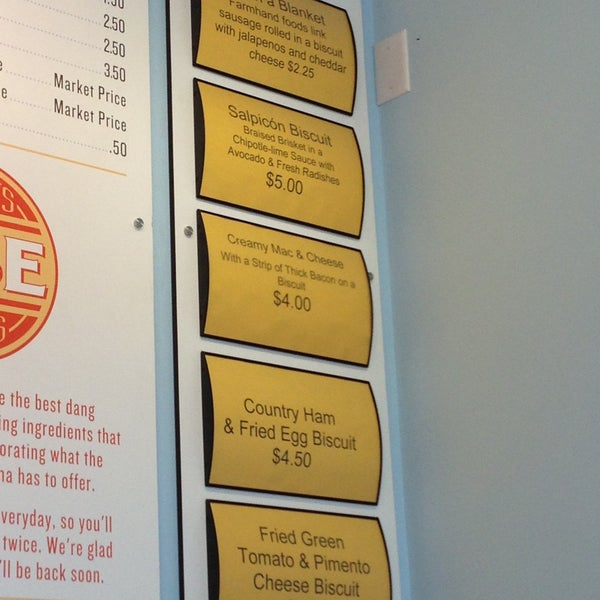 2.50
2.50
3.50
Market Price
Market Price
.50
E
e the best dang
ing ingredients that
orating what the
na has to offer.
veryday, so you'll
twice. We're glad
'll be back soon.
a Blanket
Farmhand foods link
sausage rolled in a biscuit
with jalapenos and cheddar
cheese $2.25
Salpicón Biscuit
Braised Brisket in a
Chipotle-lime Sauce with
Avocado & Fresh Radishes
$5.00
Creamy Mac & Cheese
With a Strip of Thick Bacon on a
Biscuit
$4.00
Country Ham
& Fried Egg Biscuit
$4.50
Fried Green
Tomato & Pimento
Cheese Biscuit